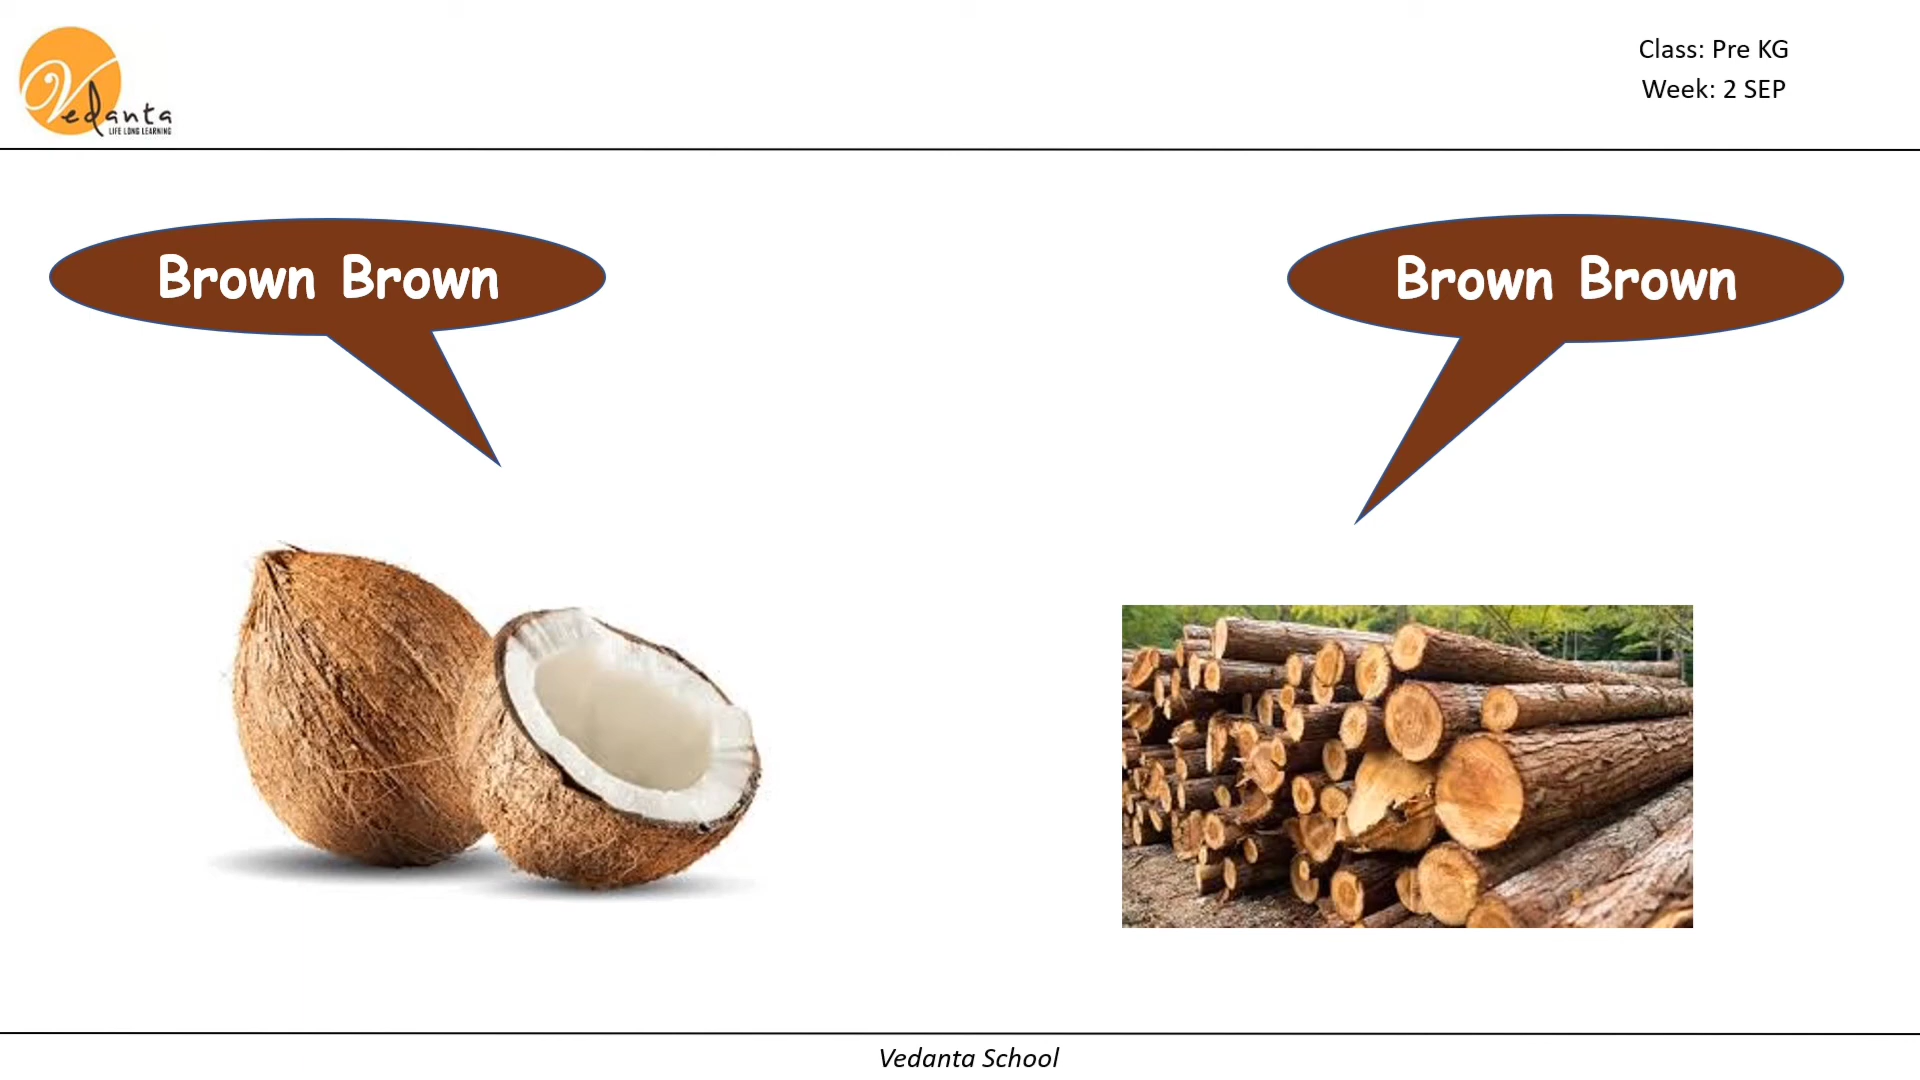 Vedanta
LIFE LONG LEARNING
Class: Pre KG
Week: 2 SEP
Brown Brown
Brown Brown
Vedanta School